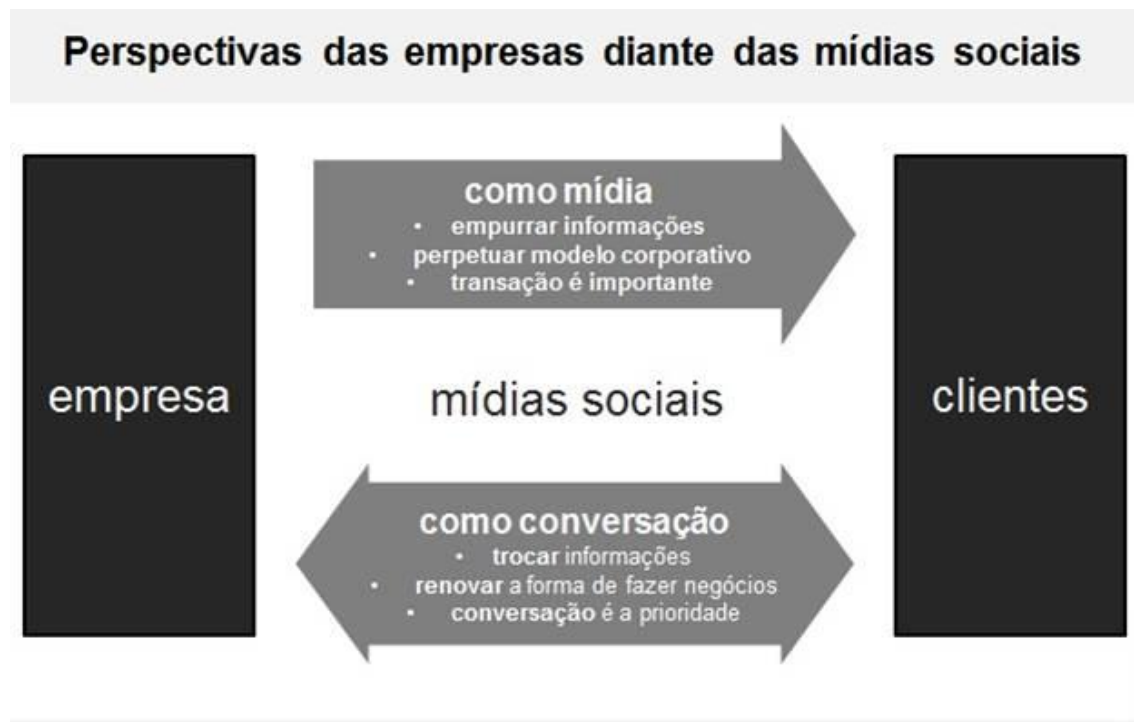 Perspectivas das empresas diante das mídias sociais
empresa
como mídia
• empurrar informações
• perpetuar modelo corporativo
• transação é importante
mídias sociais
como conversação
• trocar informações
• renovar a forma de fazer negócios
• conversação é a prioridade
clientes